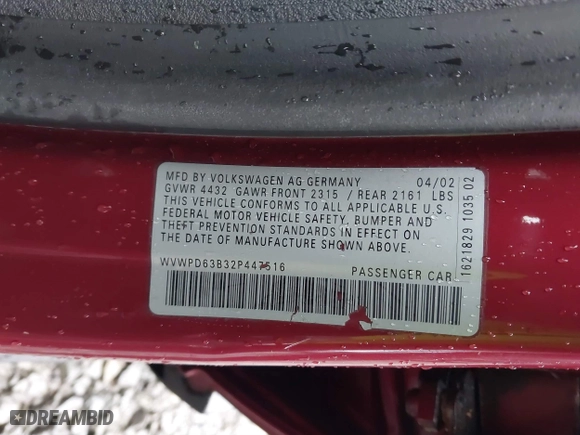 MFD BY VOLKSWAGEN AG GERMANY 04/02
GVWR 4432 GAWR FRONT 2315 / REAR 2161 LBS
THIS VEHICLE CONFORMS TO ALL APPLICABLE U.S.
FEDERAL MOTOR VEHICLE SAFETY, BUMPER AND
THEFT PREVENTION STANDARDS IN EFFECT ON THE
DATE OF MANUFACTURE SHOWN ABOVE.
WVWPD63B32P447516 PASSENGER CAR
1621829 1035 02
DREAMBID